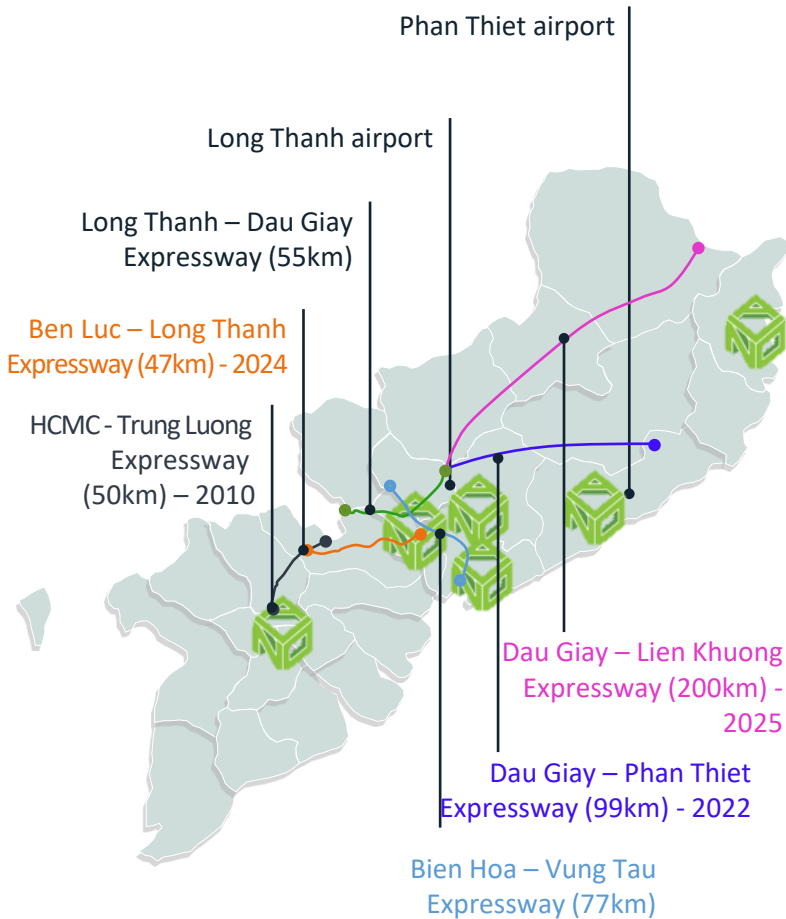 Phan Thiet airport
Long Thanh airport
Long Thanh – Dau Giay
Expressway (55km)
Ben Luc – Long Thanh
Expressway (47km) - 2024
HCMC - Trung Luong
Expressway
(50km) – 2010
Dau Giay – Lien Khuong
Expressway (200km) -
2025
Dau Giay – Phan Thiet
Expressway (99km) - 2022
Bien Hoa – Vung Tau
Expressway (77km)